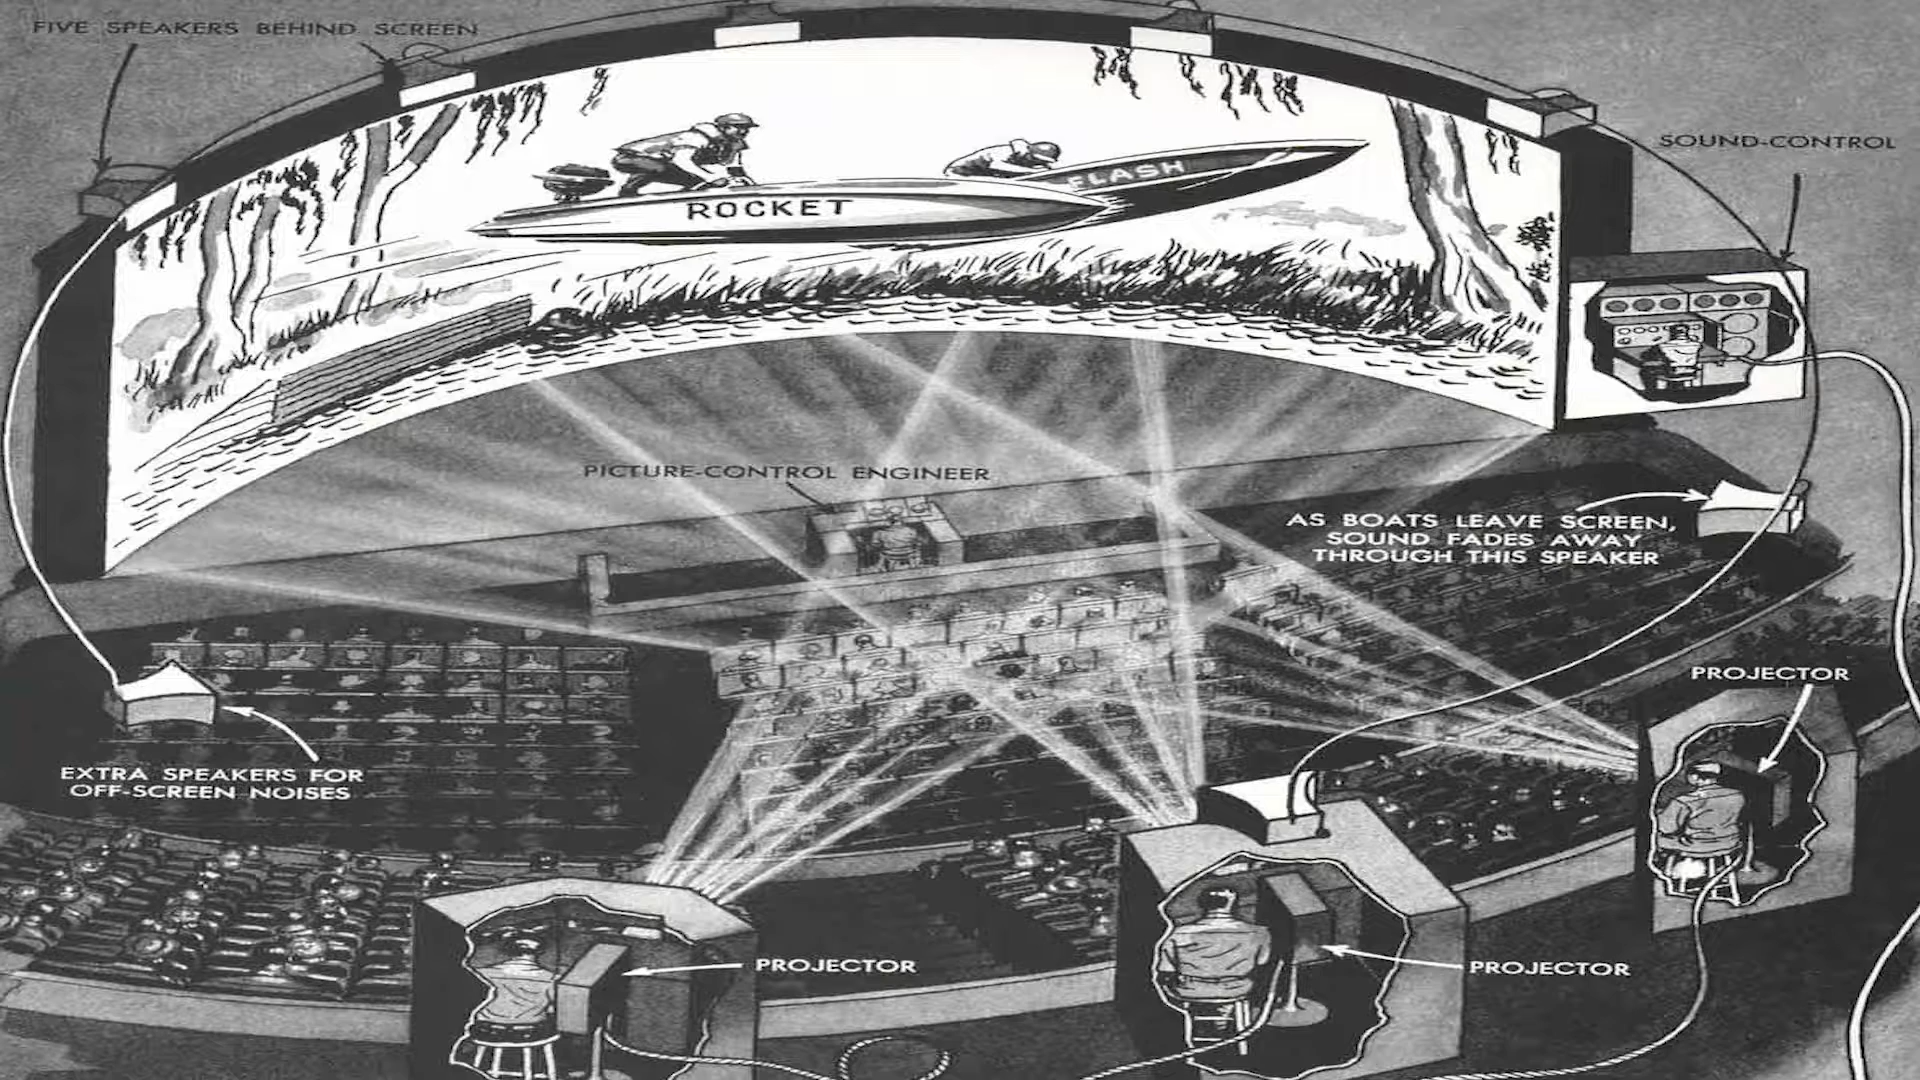 FIVE SPEAKERS BEHIND SCREEN
SOUND-CONTROL
FLASH
ROCKET
PICTURE-CONTROL ENGINEER
AS BOATS LEAVE SCREEN,
SOUND FADES AWAY
THROUGH THIS SPEAKER
PROJECTOR
EXTRA SPEAKERS FOR
OFF-SCREEN NOISES
PROJECTOR
PROJECTOR